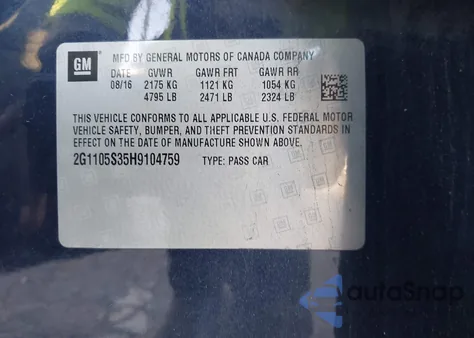 GM
MFD BY GENERAL MOTORS OF CANADA COMPANY
DATE GVWR GAWR FRT GAWR RR
08/16 2175 KG 1121 KG 1054 KG
4795 LB 2471 LB 2324 LB
THIS VEHICLE CONFORMS TO ALL APPLICABLE U.S. FEDERAL MOTOR
VEHICLE SAFETY, BUMPER, AND THEFT PREVENTION STANDARDS IN
EFFECT ON THE DATE OF MANUFACTURE SHOWN ABOVE.
2G1105S35H9104759 TYPE: PASS CAR
autoSnap